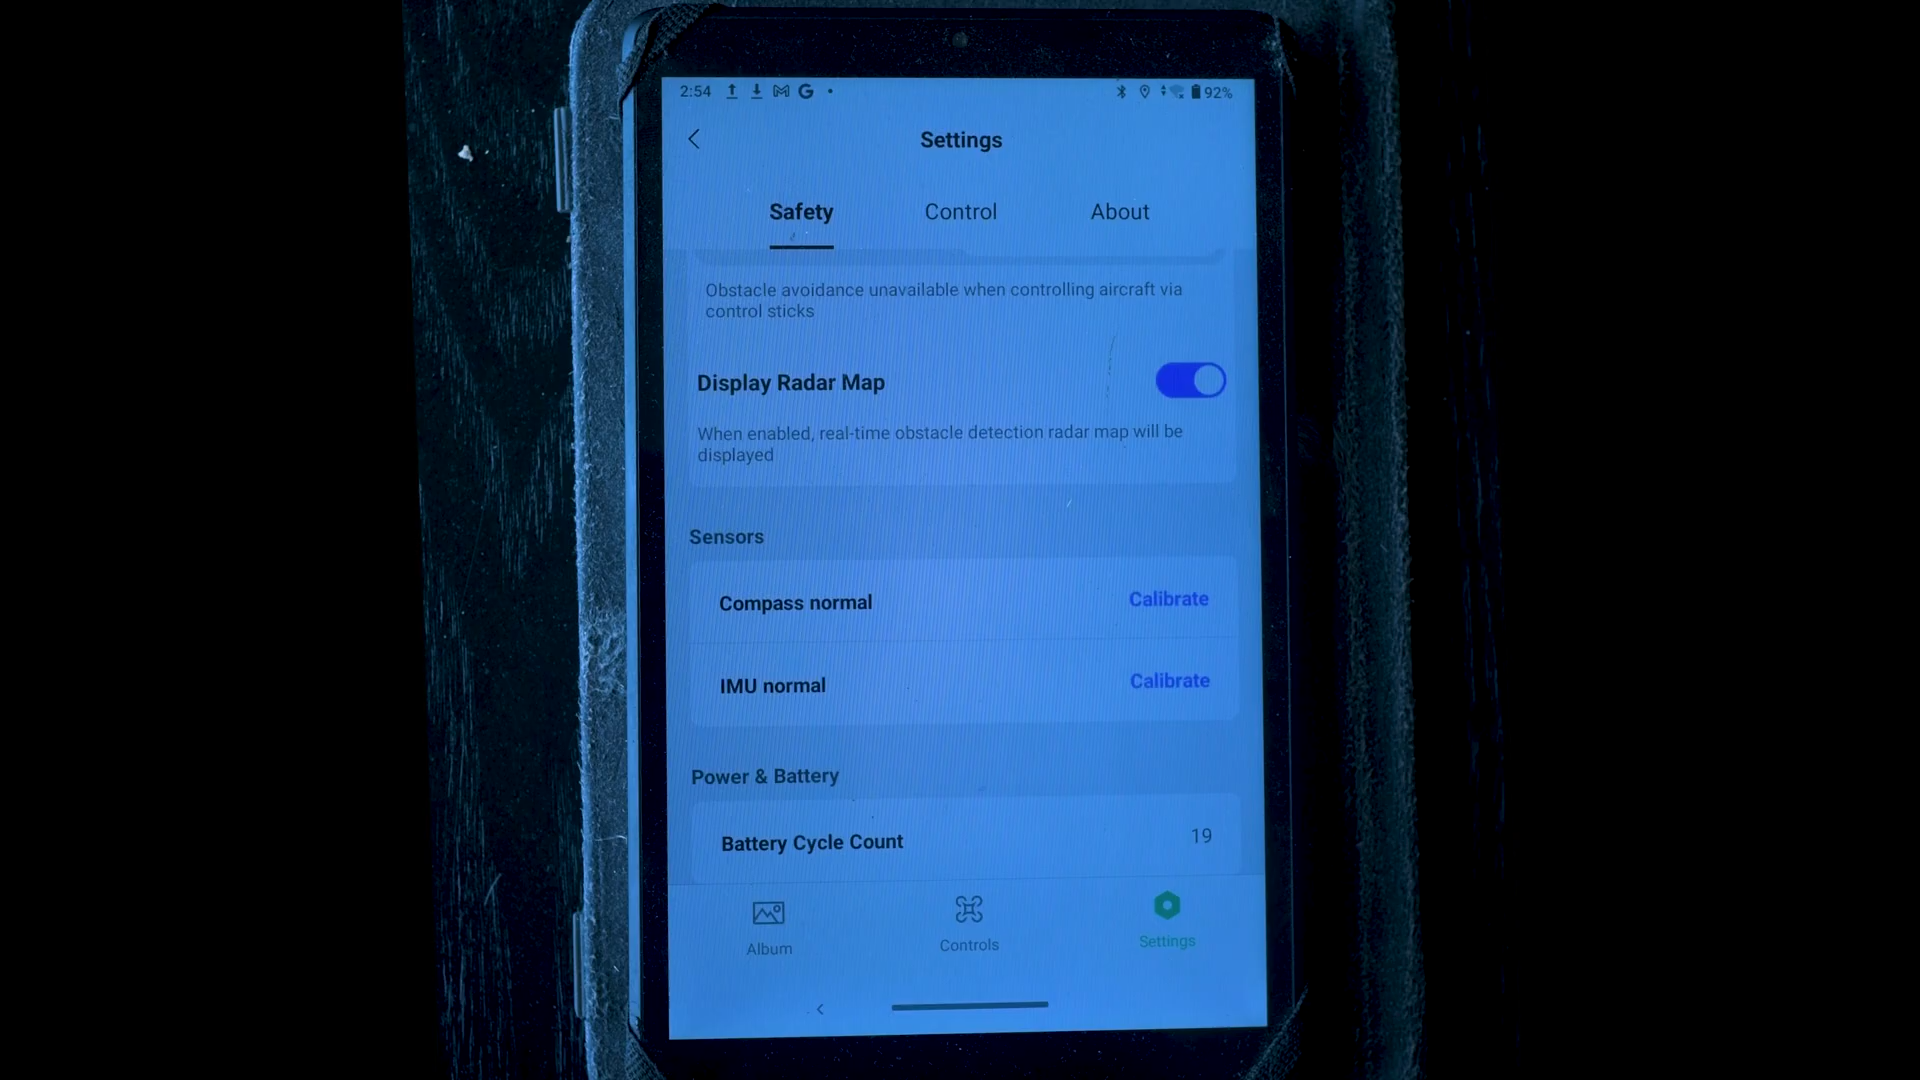 2:54 92%
Settings
Safety Control About
Obstacle avoidance unavailable when controlling aircraft via
control sticks
Display Radar Map
When enabled, real-time obstacle detection radar map will be
displayed
Sensors
Compass normal Calibrate
IMU normal Calibrate
Power & Battery
Battery Cycle Count 19
Album Controls Settings